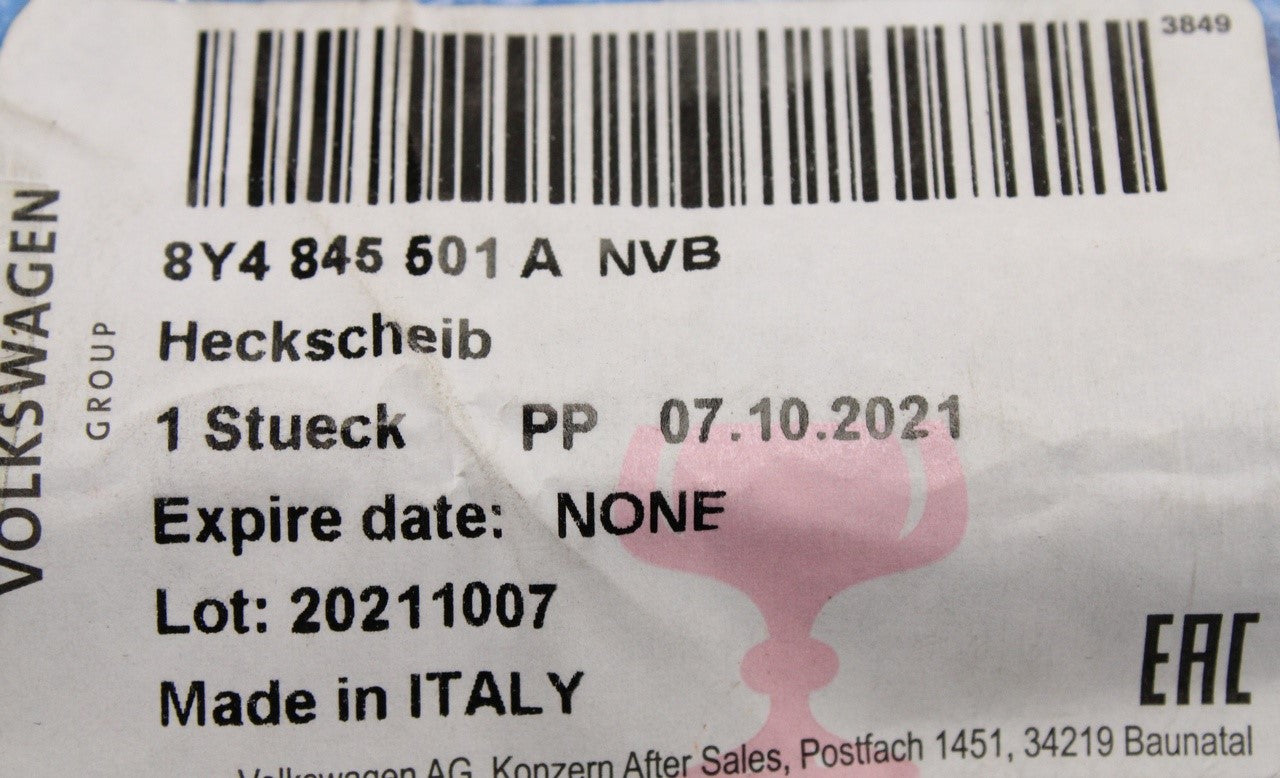 3849
8Y4 845 501 A NVB
Heckscheib
1 Stueck PP 07.10.2021
Expire date: NONE
Lot: 20211007
Made in ITALY
EAC
Volkswagen AG, Konzern After Sales, Postfach 1451, 34219 Baunatal
VOLKSWAGEN
GROUP